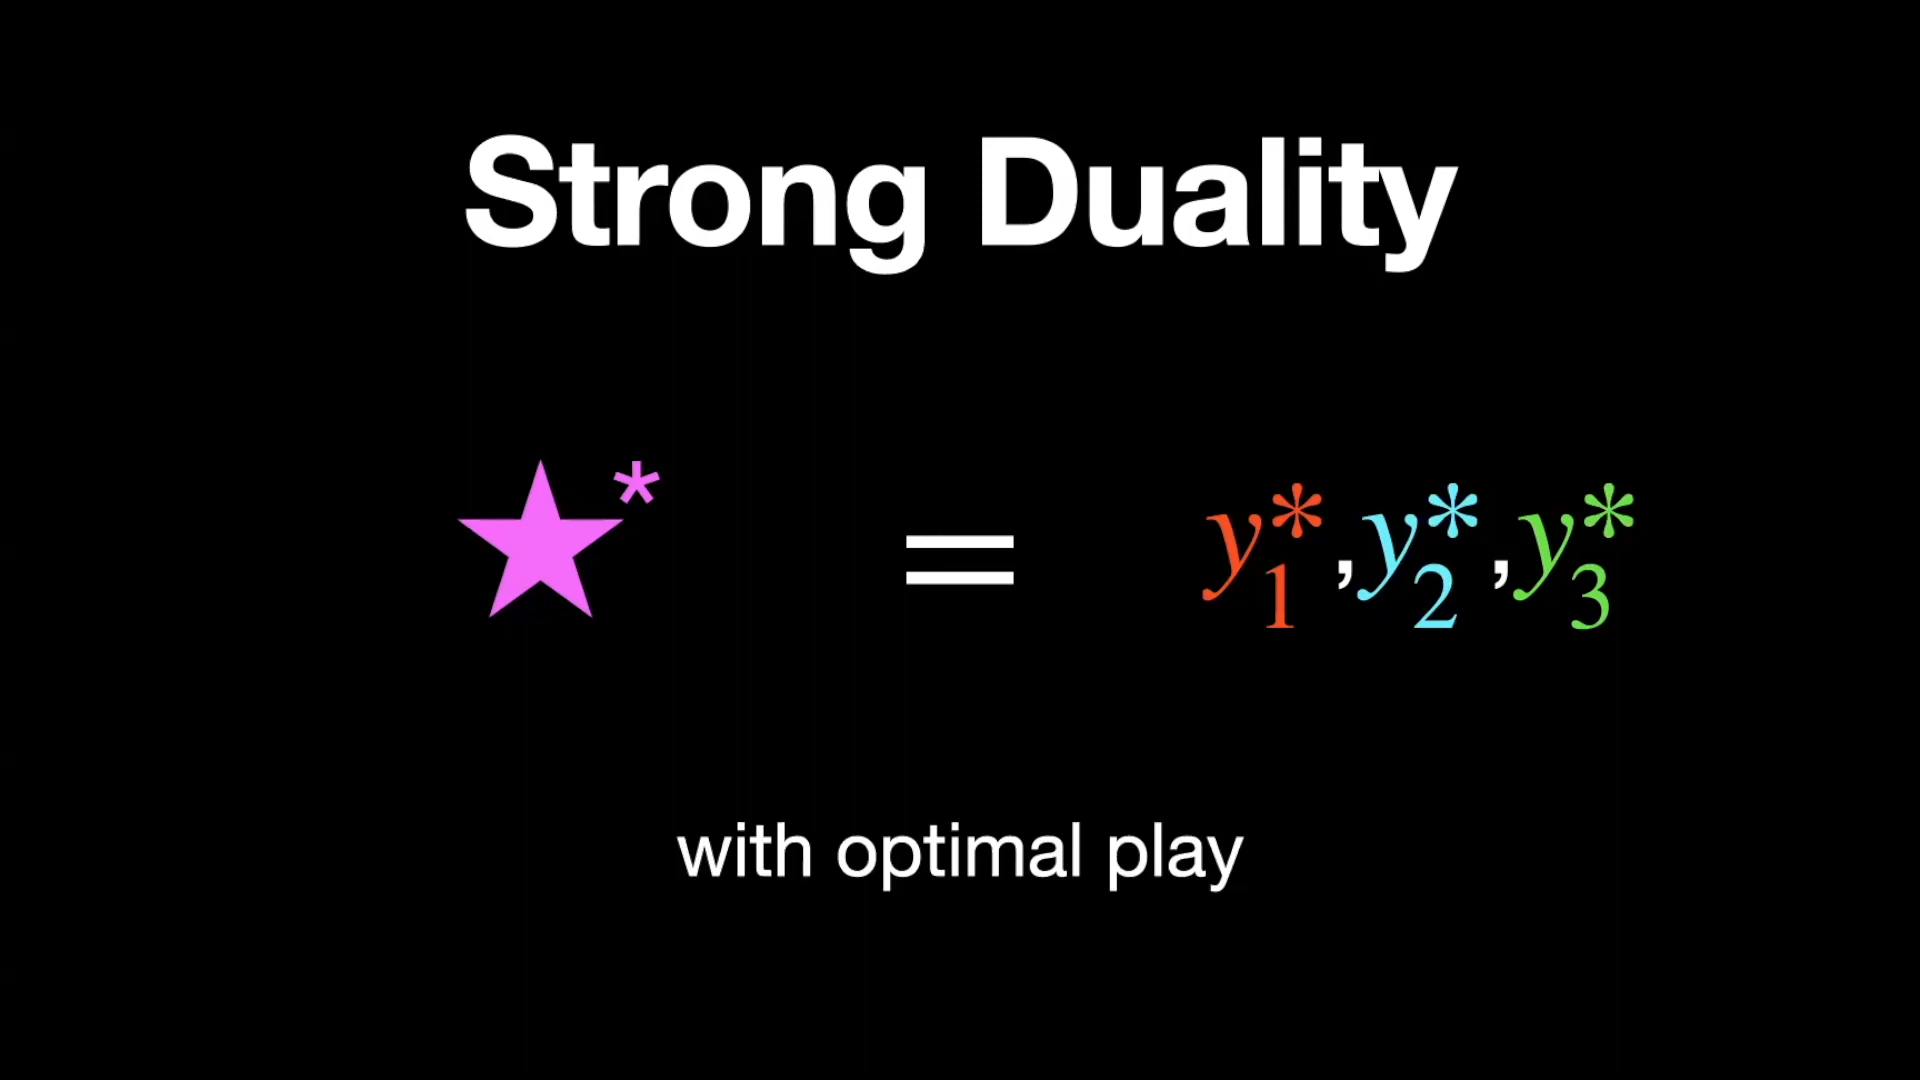 Strong Duality
★* = y₁*, y₂*, y₃*
with optimal play